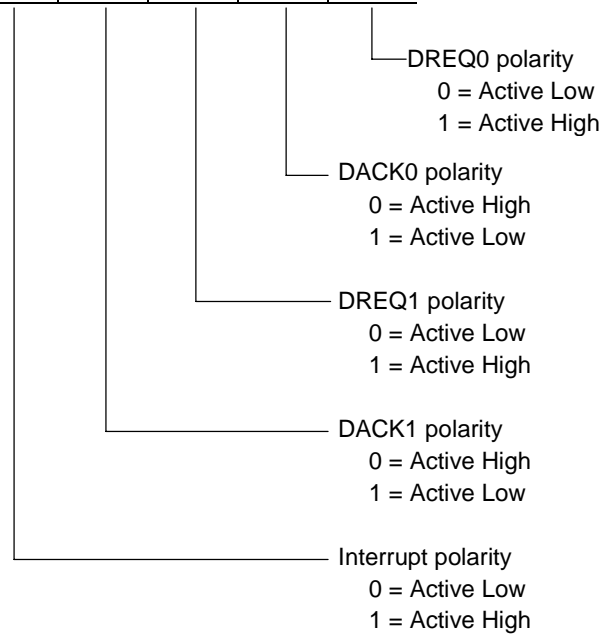 DREQ0 polarity
0 = Active Low
1 = Active High
DACK0 polarity
0 = Active High
1 = Active Low
DREQ1 polarity
0 = Active Low
1 = Active High
DACK1 polarity
0 = Active High
1 = Active Low
Interrupt polarity
0 = Active Low
1 = Active High